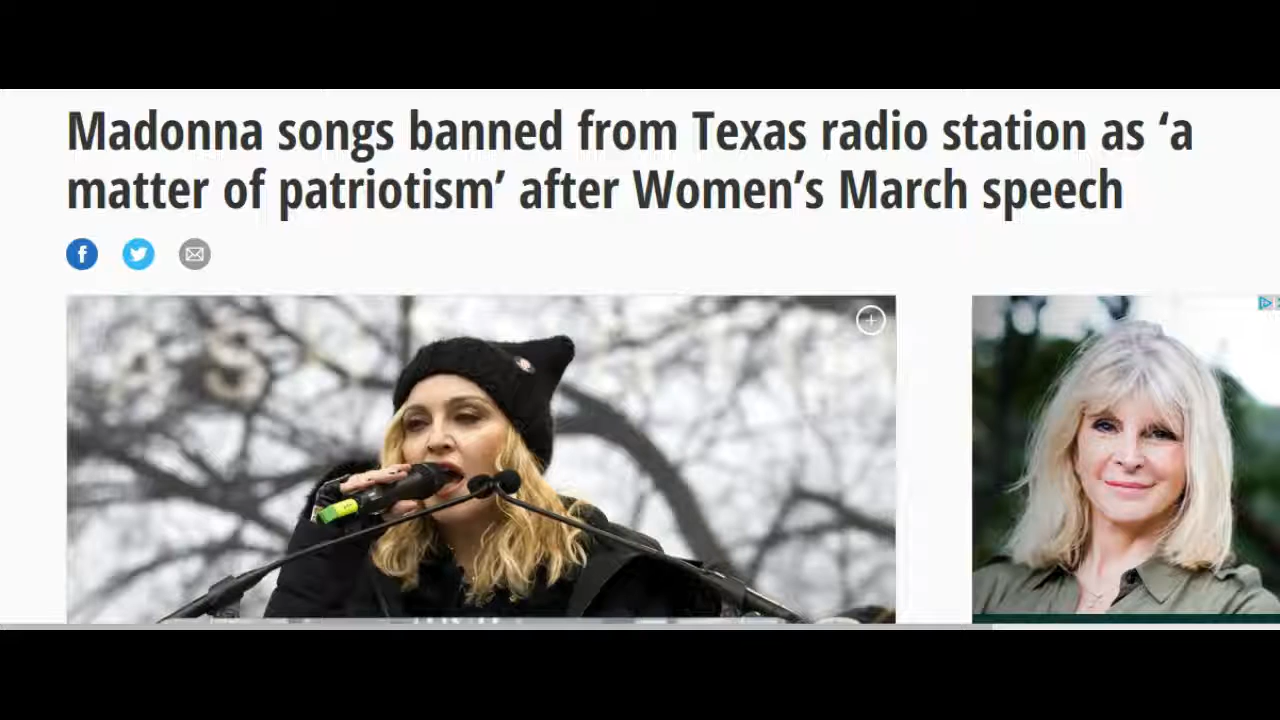 Madonna songs banned from Texas radio station as ‘a
matter of patriotism’ after Women’s March speech